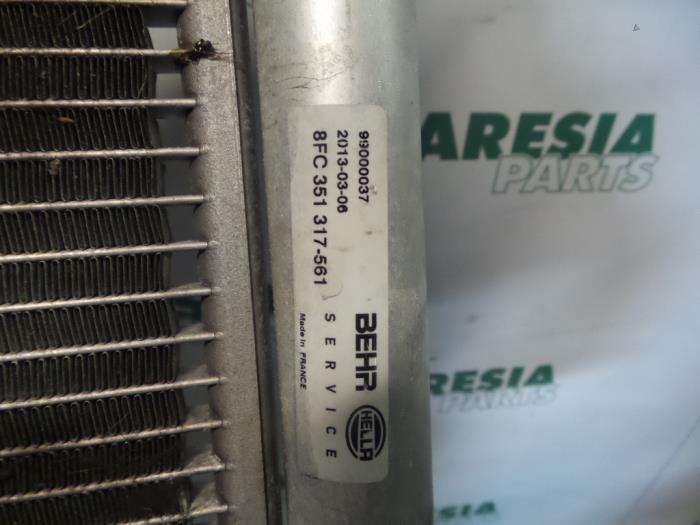 99000037
2013-03-06
8FC 351 317-561
BEHR
HELLA
SERVICE
Made in FRANCE
ARESIA
PARTS
ARESIA
PARTS